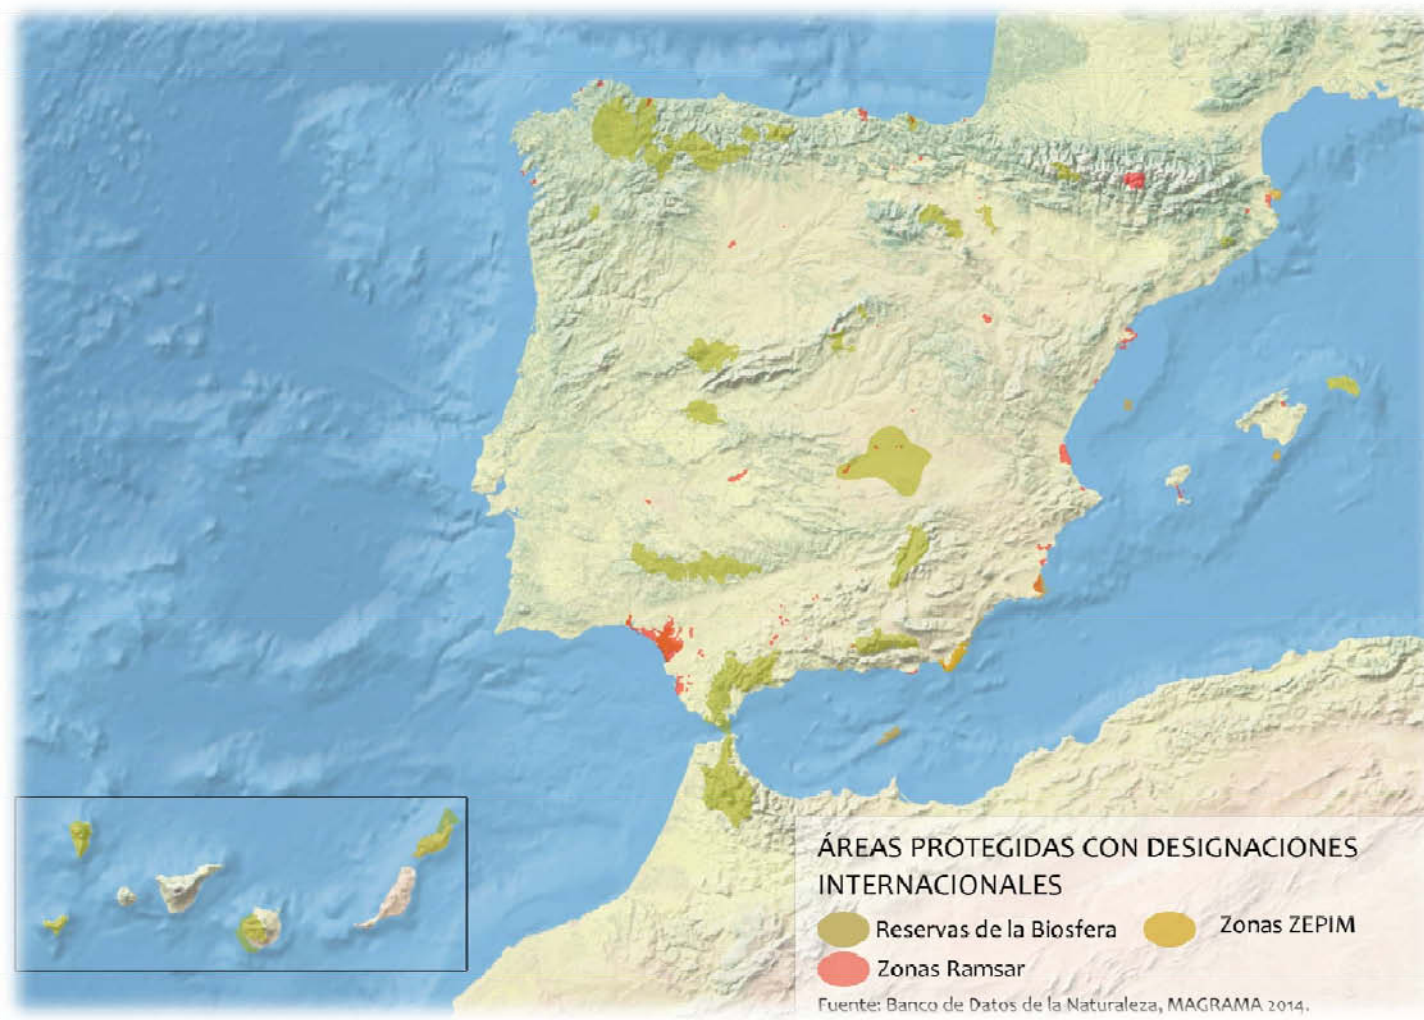 ÁREAS PROTEGIDAS CON DESIGNACIONES
INTERNACIONALES
Reservas de la Biosfera
Zonas ZEPIM
Zonas Ramsar
Fuente: Banco de Datos de la Naturaleza, MAGRAMA 2014.